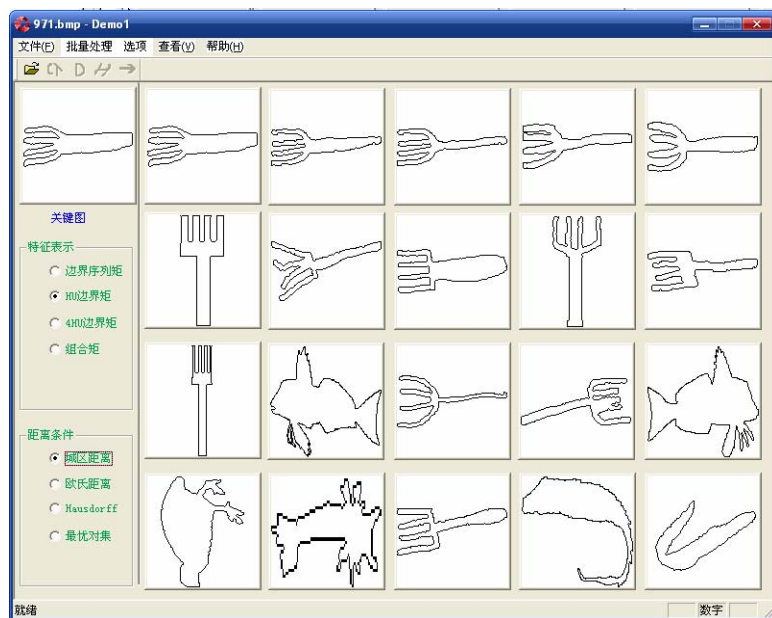 971.bmp - Demo1
文件(F) 批量处理 选项 查看(V) 帮助(H)
关键图
特征表示
边界序列矩
HU边界矩
4HU边界矩
组合矩
距离条件
城区距离
欧氏距离
Hausdorff
最优对集
就绪 数字